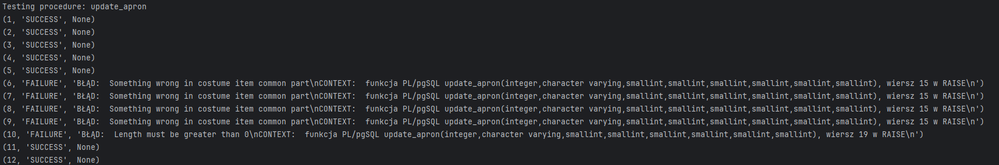 Testing procedure: update_apron
(1, 'SUCCESS', None)
(2, 'SUCCESS', None)
(3, 'SUCCESS', None)
(4, 'SUCCESS', None)
(5, 'SUCCESS', None)
(6, 'FAILURE', 'BŁĄD:  Something wrong in costume item common part\nCONTEXT:  funkcja PL/pgSQL update_apron(integer,character varying,smallint,smallint,smallint,smallint,smallint,smallint), wiersz 15 w RAISE\n')
(7, 'FAILURE', 'BŁĄD:  Something wrong in costume item common part\nCONTEXT:  funkcja PL/pgSQL update_apron(integer,character varying,smallint,smallint,smallint,smallint,smallint,smallint), wiersz 15 w RAISE\n')
(8, 'FAILURE', 'BŁĄD:  Something wrong in costume item common part\nCONTEXT:  funkcja PL/pgSQL update_apron(integer,character varying,smallint,smallint,smallint,smallint,smallint,smallint), wiersz 15 w RAISE\n')
(9, 'FAILURE', 'BŁĄD:  Something wrong in costume item common part\nCONTEXT:  funkcja PL/pgSQL update_apron(integer,character varying,smallint,smallint,smallint,smallint,smallint,smallint), wiersz 15 w RAISE\n')
(10, 'FAILURE', 'BŁĄD:  Length must be greater than 0\nCONTEXT:  funkcja PL/pgSQL update_apron(integer,character varying,smallint,smallint,smallint,smallint,smallint,smallint), wiersz 19 w RAISE\n')
(11, 'SUCCESS', None)
(12, 'SUCCESS', None)